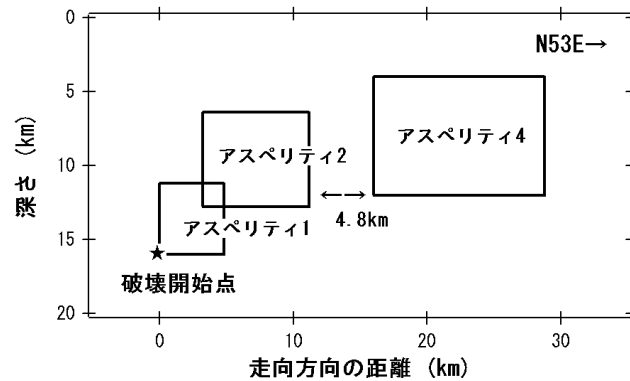 0
5
10
15
20
深さ (km)
N53E→
アスペリティ2
アスペリティ4
アスペリティ1
4.8km
破壊開始点
0
10
20
30
走向方向の距離 (km)